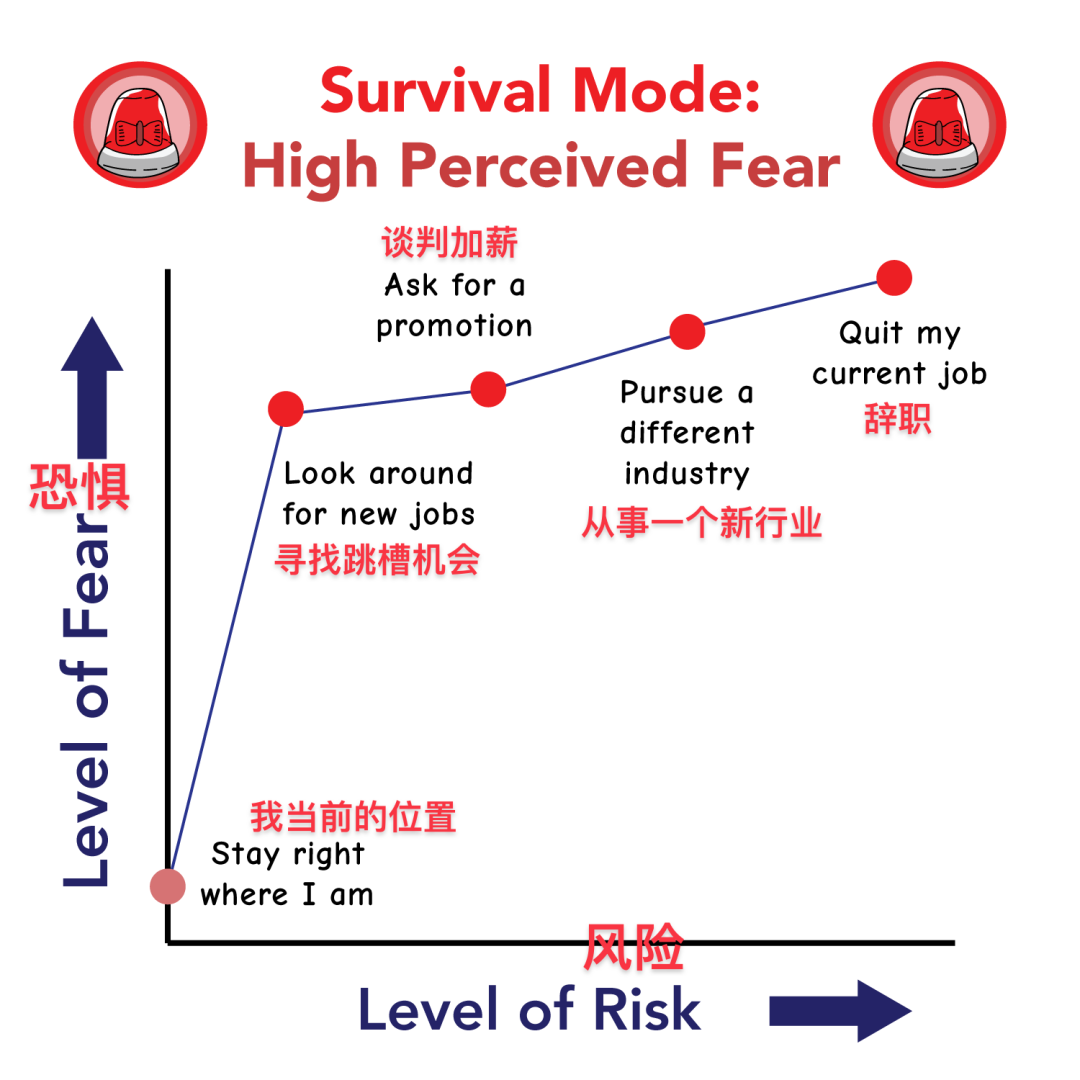 Survival Mode:
High Perceived Fear
谈判加薪
Ask for a
promotion
Quit my
current job
辞职
Pursue a
different
industry
从事一个新行业
Look around
for new jobs
寻找跳槽机会
恐惧
Level of Fear
我当前的位置
Stay right
where I am
风险
Level of Risk